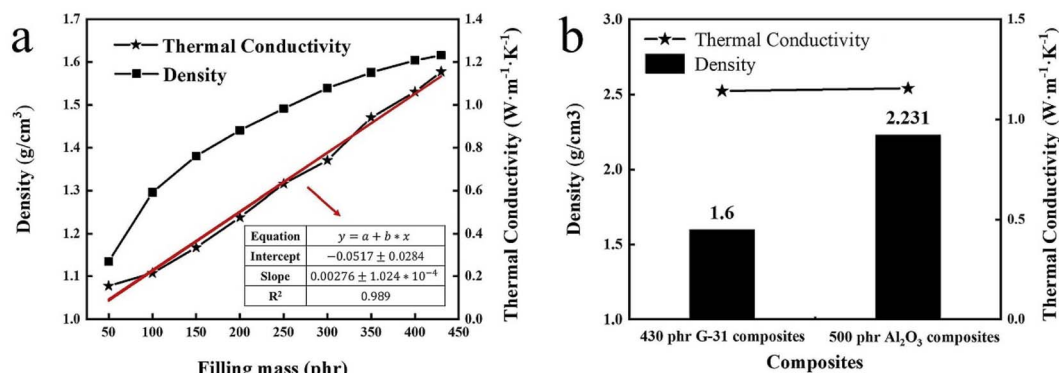 a
Thermal Conductivity
Density
Density (g/cm³)
1.7
1.6
1.5
1.4
1.3
1.2
1.1
1.0
Thermal Conductivity (W·m⁻¹·K⁻¹)
1.4
1.2
1.0
0.8
0.6
0.4
0.2
0.0
Equation y = a + b * x
Intercept −0.0517 ± 0.0284
Slope 0.00276 ± 1.024 * 10⁻⁴
R² 0.989
50 100 150 200 250 300 350 400 450
Filling mass (phr)
b
Thermal Conductivity
Density
Density (g/cm3)
3.0
2.5
2.0
1.5
1.0
Thermal Conductivity (W·m⁻¹·K⁻¹)
1.5
1.0
0.5
0.0
1.6
2.231
430 phr G-31 composites
500 phr Al₂O₃ composites
Composites